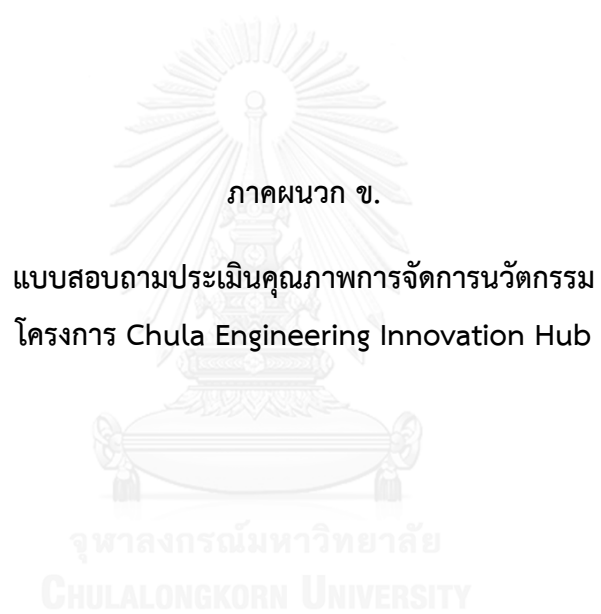 ภาคผนวก ข.
แบบสอบถามประเมินคุณภาพการจัดการนวัตกรรม
โครงการ Chula Engineering Innovation Hub
จุฬาลงกรณ์มหาวิทยาลัย
CHULALONGKORN UNIVERSITY